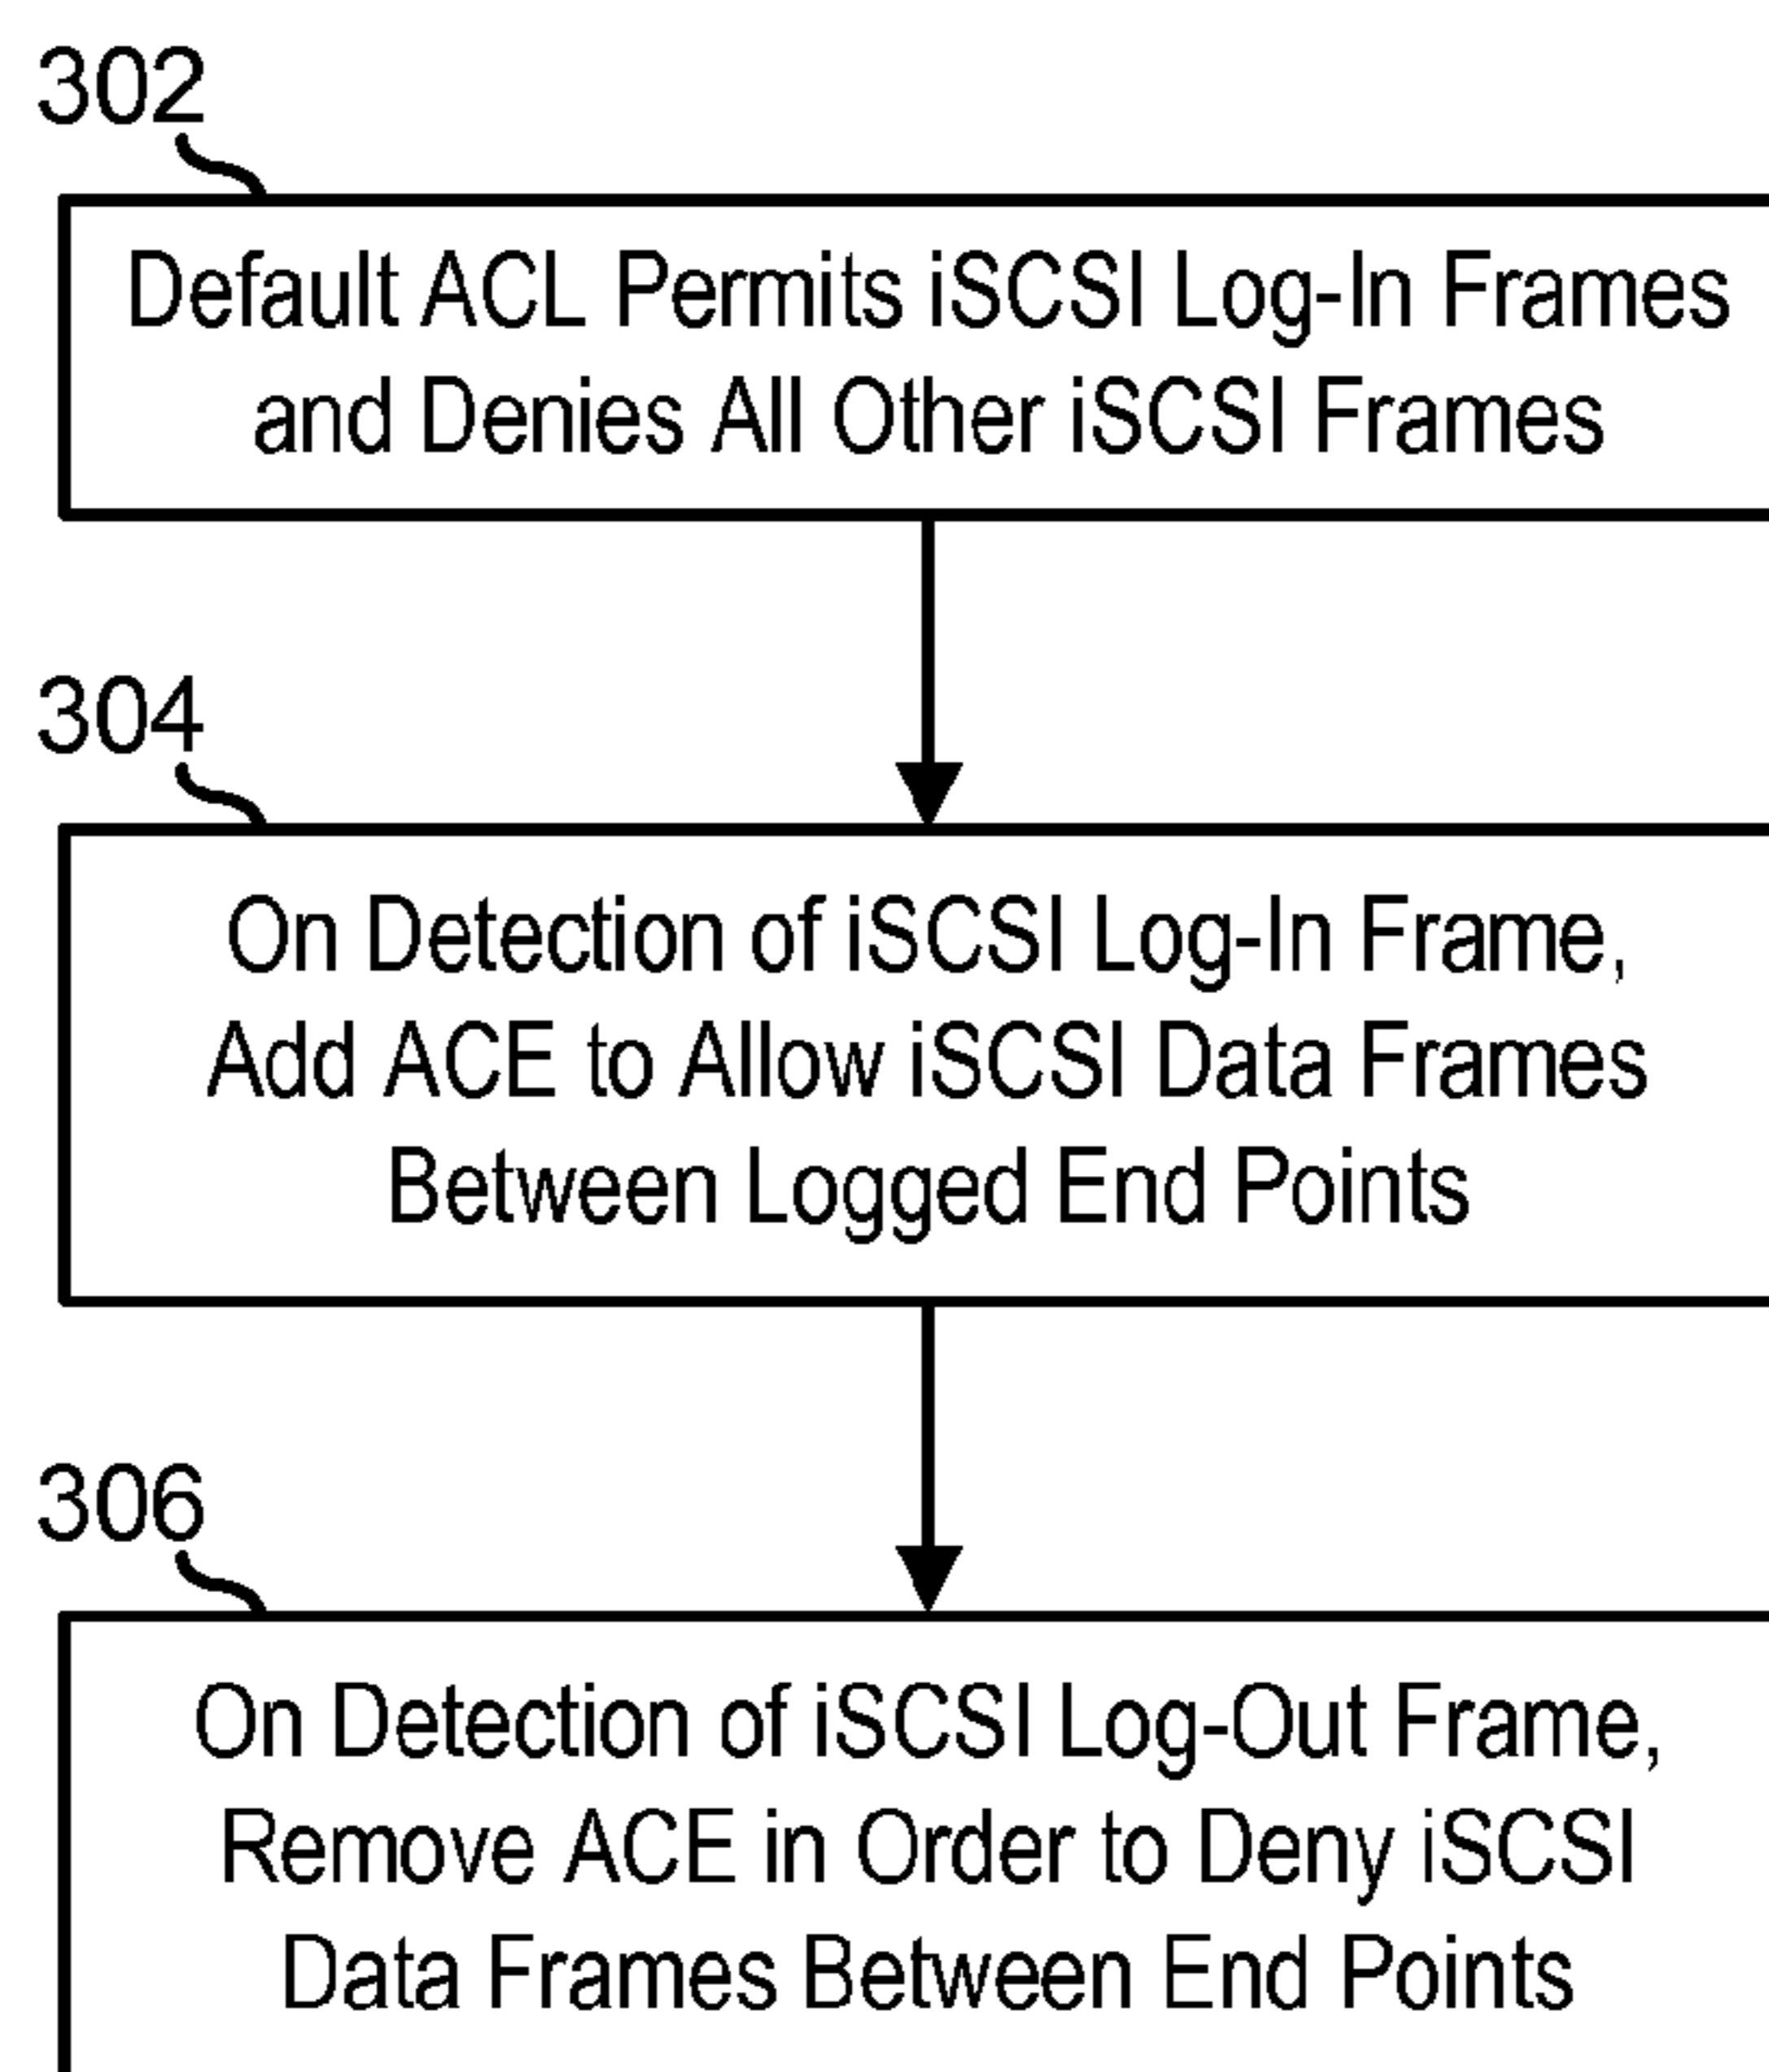 302
Default ACL Permits iSCSI Log-In Frames
and Denies All Other iSCSI Frames
304
On Detection of iSCSI Log-In Frame,
Add ACE to Allow iSCSI Data Frames
Between Logged End Points
306
On Detection of iSCSI Log-Out Frame,
Remove ACE in Order to Deny iSCSI
Data Frames Between End Points